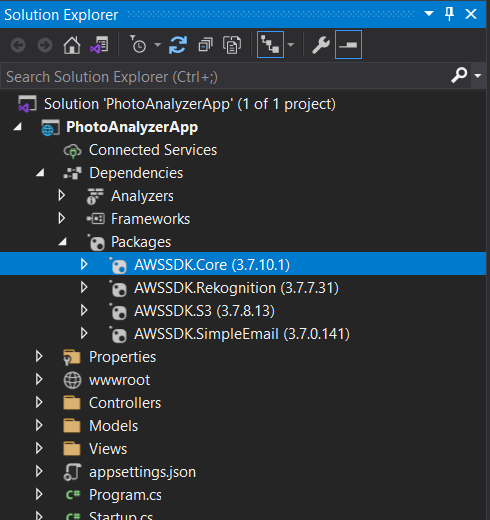 Solution Explorer
Search Solution Explorer (Ctrl+;)
Solution 'PhotoAnalyzerApp' (1 of 1 project)
PhotoAnalyzerApp
Connected Services
Dependencies
Analyzers
Frameworks
Packages
AWSSDK.Core (3.7.10.1)
AWSSDK.Rekognition (3.7.7.31)
AWSSDK.S3 (3.7.8.13)
AWSSDK.SimpleEmail (3.7.0.141)
Properties
wwwroot
Controllers
Models
Views
appsettings.json
C# Program.cs
C# Startup.cs